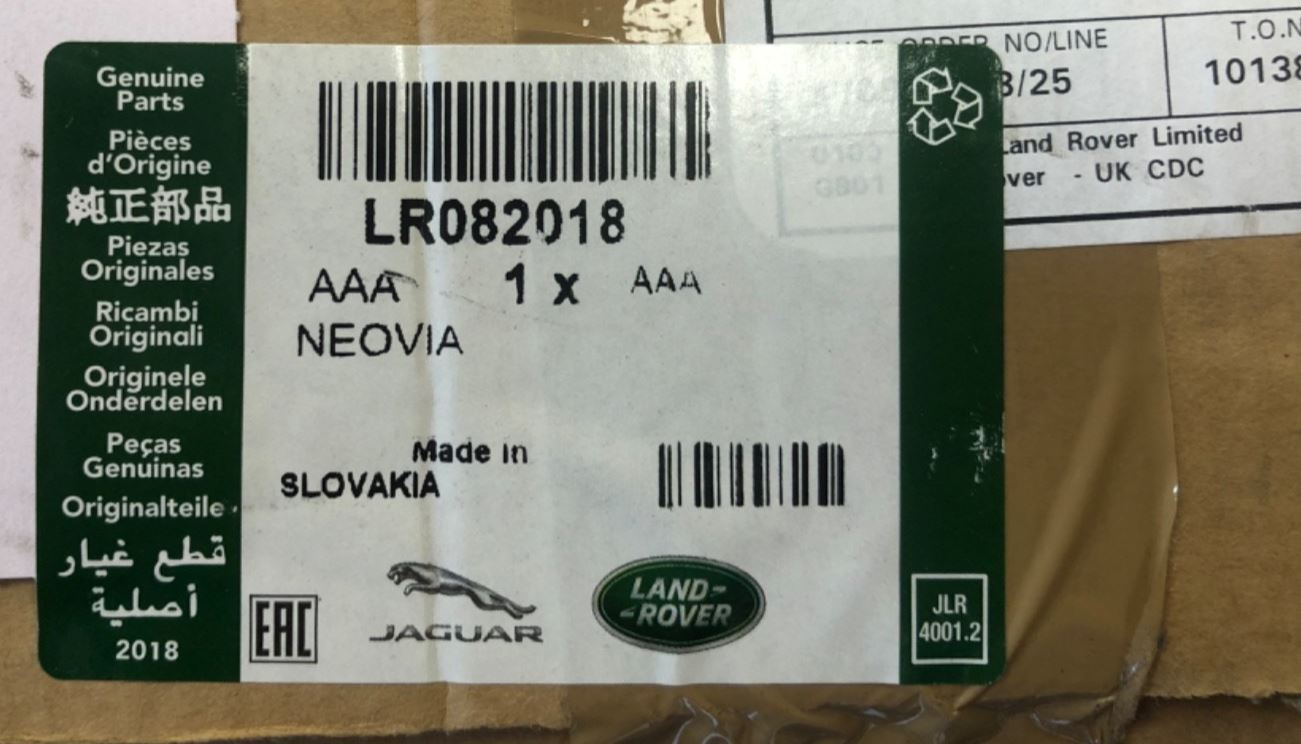 Genuine
Parts
Pièces
d'Origine
純正部品
Piezas
Originales
Ricambi
Originali
Originele
Onderdelen
Peças
Genuinas
Originalteile
قطع غيار
أصلية
2018
LR082018
AAA 1 x AAA
NEOVIA
Made in
SLOVAKIA
EAC
JAGUAR
LAND-
-ROVER
JLR
4001.2
ORDER NO/LINE
3/25
T.O.N
10138
Land Rover Limited
- UK CDC